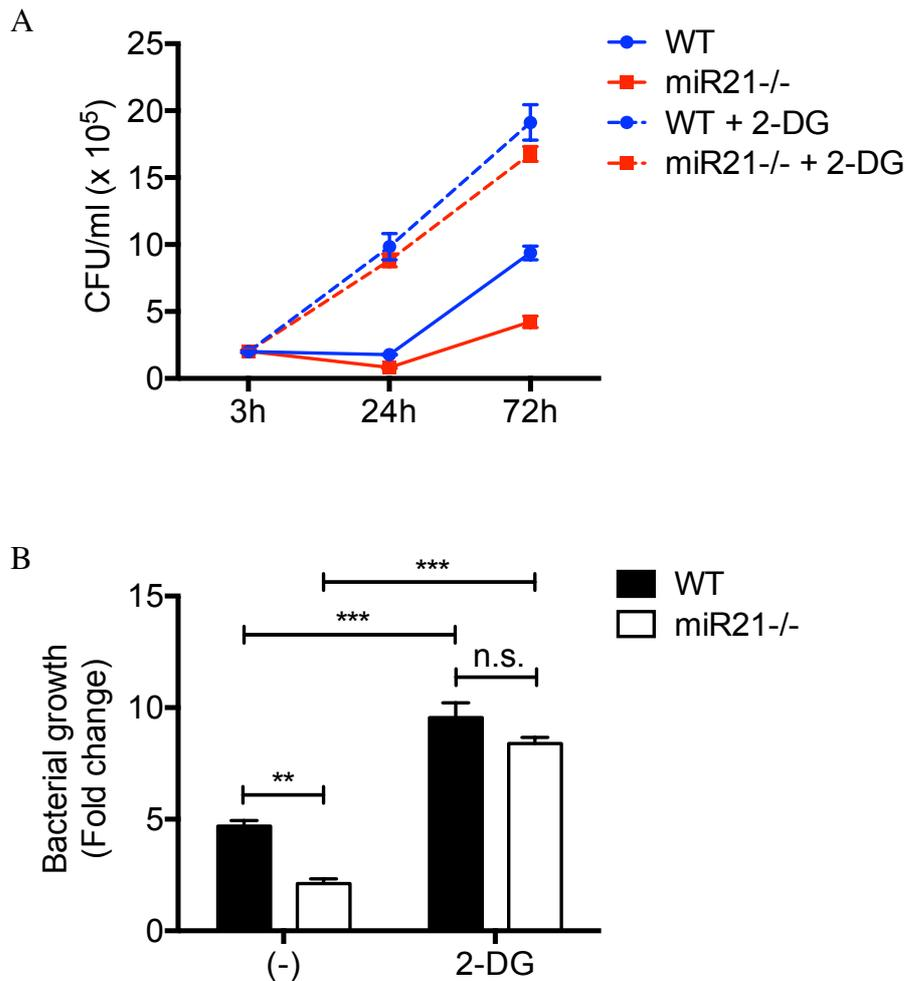 A
25
20
15
10
5
0
CFU/ml (x 10⁵)
3h 24h 72h
WT
miR21-/-
WT + 2-DG
miR21-/- + 2-DG
B
15
10
5
0
Bacterial growth
(Fold change)
***
***
n.s.
**
(-) 2-DG
WT
miR21-/-